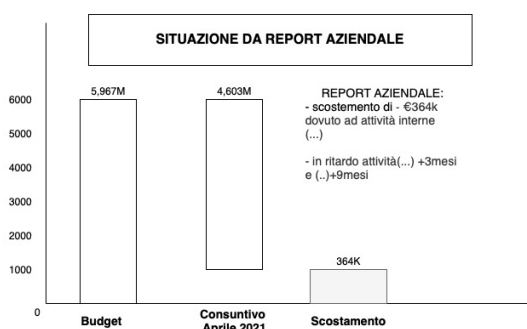 SITUAZIONE DA REPORT AZIENDALE
5,967M
4,603M
REPORT AZIENDALE:
- scostemento di - €364k
dovuto ad attività interne
(...)
- in ritardo attività(...) +3mesi
e (..)+9mesi
6000
5000
4000
3000
2000
1000
0
364K
Budget
Consuntivo
Aprile 2021
Scostamento